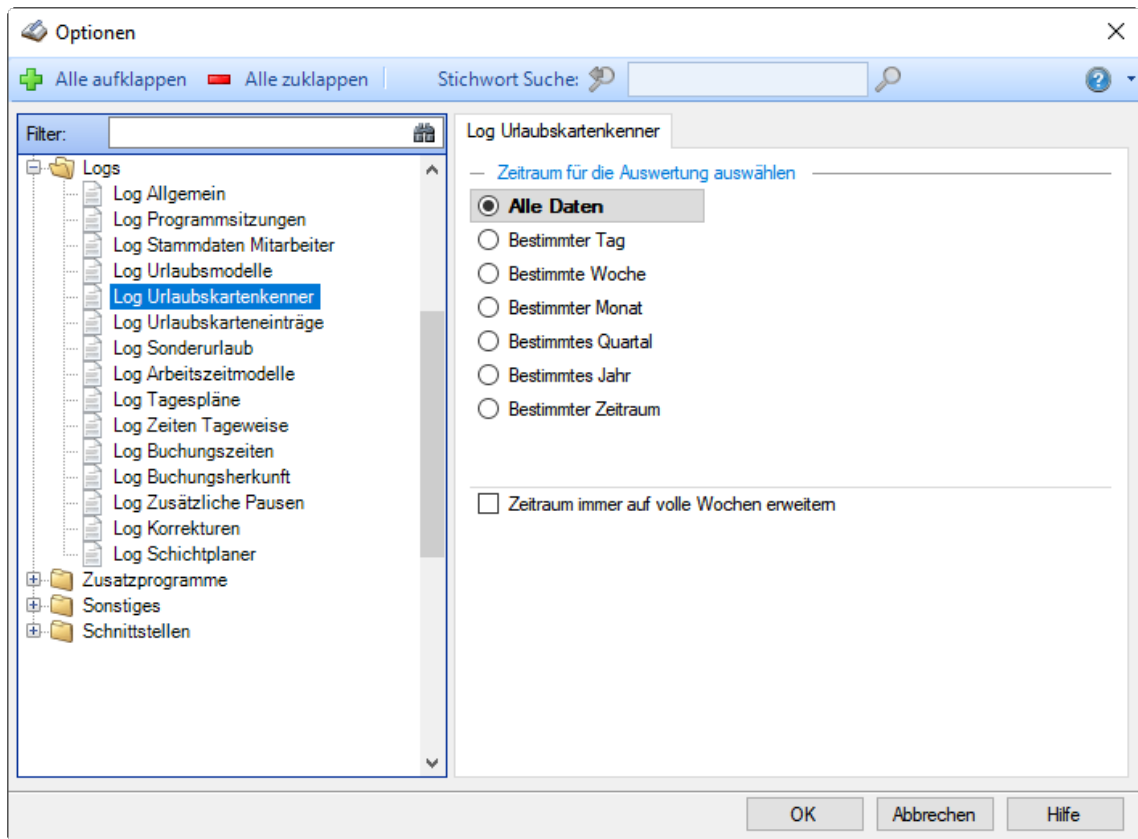 Optionen
Alle aufklappen Alle zuklappen Stichwort Suche:
Filter:
Logs
Log Allgemein
Log Programmsitzungen
Log Stammdaten Mitarbeiter
Log Urlaubsmodelle
Log Urlaubskartenkenner
Log Urlaubskarteneinträge
Log Sonderurlaub
Log Arbeitszeitmodelle
Log Tagespläne
Log Zeiten Tageweise
Log Buchungszeiten
Log Buchungsherkunft
Log Zusätzliche Pausen
Log Korrekturen
Log Schichtplaner
Zusatzprogramme
Sonstiges
Schnittstellen
Log Urlaubskartenkenner
Zeitraum für die Auswertung auswählen
Alle Daten
Bestimmter Tag
Bestimmte Woche
Bestimmter Monat
Bestimmtes Quartal
Bestimmtes Jahr
Bestimmter Zeitraum
Zeitraum immer auf volle Wochen erweitern
OK Abbrechen Hilfe